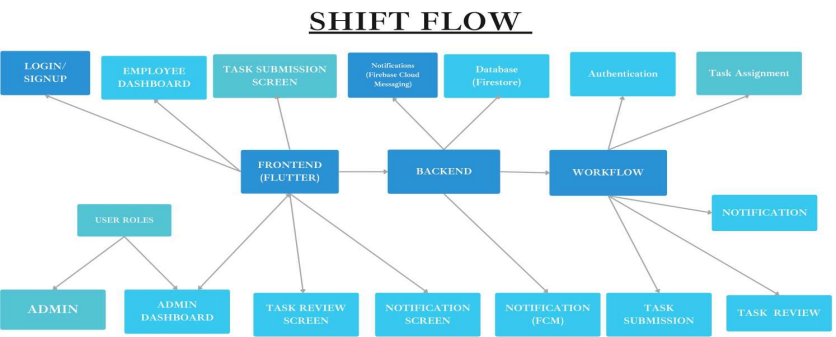 SHIFT FLOW
LOGIN/
SIGNUP
EMPLOYEE
DASHBOARD
TASK SUBMISSION
SCREEN
Notifications
(Firebase Cloud
Messaging)
Database
(Firestore)
Authentication
Task Assignment
FRONTEND
(FLUTTER)
BACKEND
WORKFLOW
USER ROLES
NOTIFICATION
ADMIN
ADMIN
DASHBOARD
TASK REVIEW
SCREEN
NOTIFICATION
SCREEN
NOTIFICATION
(FCM)
TASK
SUBMISSION
TASK REVIEW